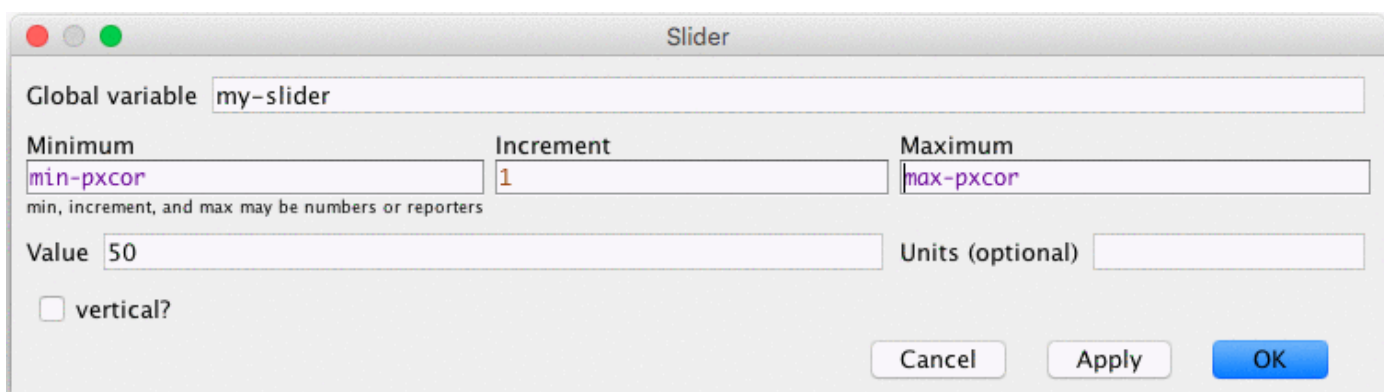 Slider
Global variable my-slider
Minimum Increment Maximum
min-pxcor 1 max-pxcor
min, increment, and max may be numbers or reporters
Value 50 Units (optional)
vertical?
Cancel Apply OK